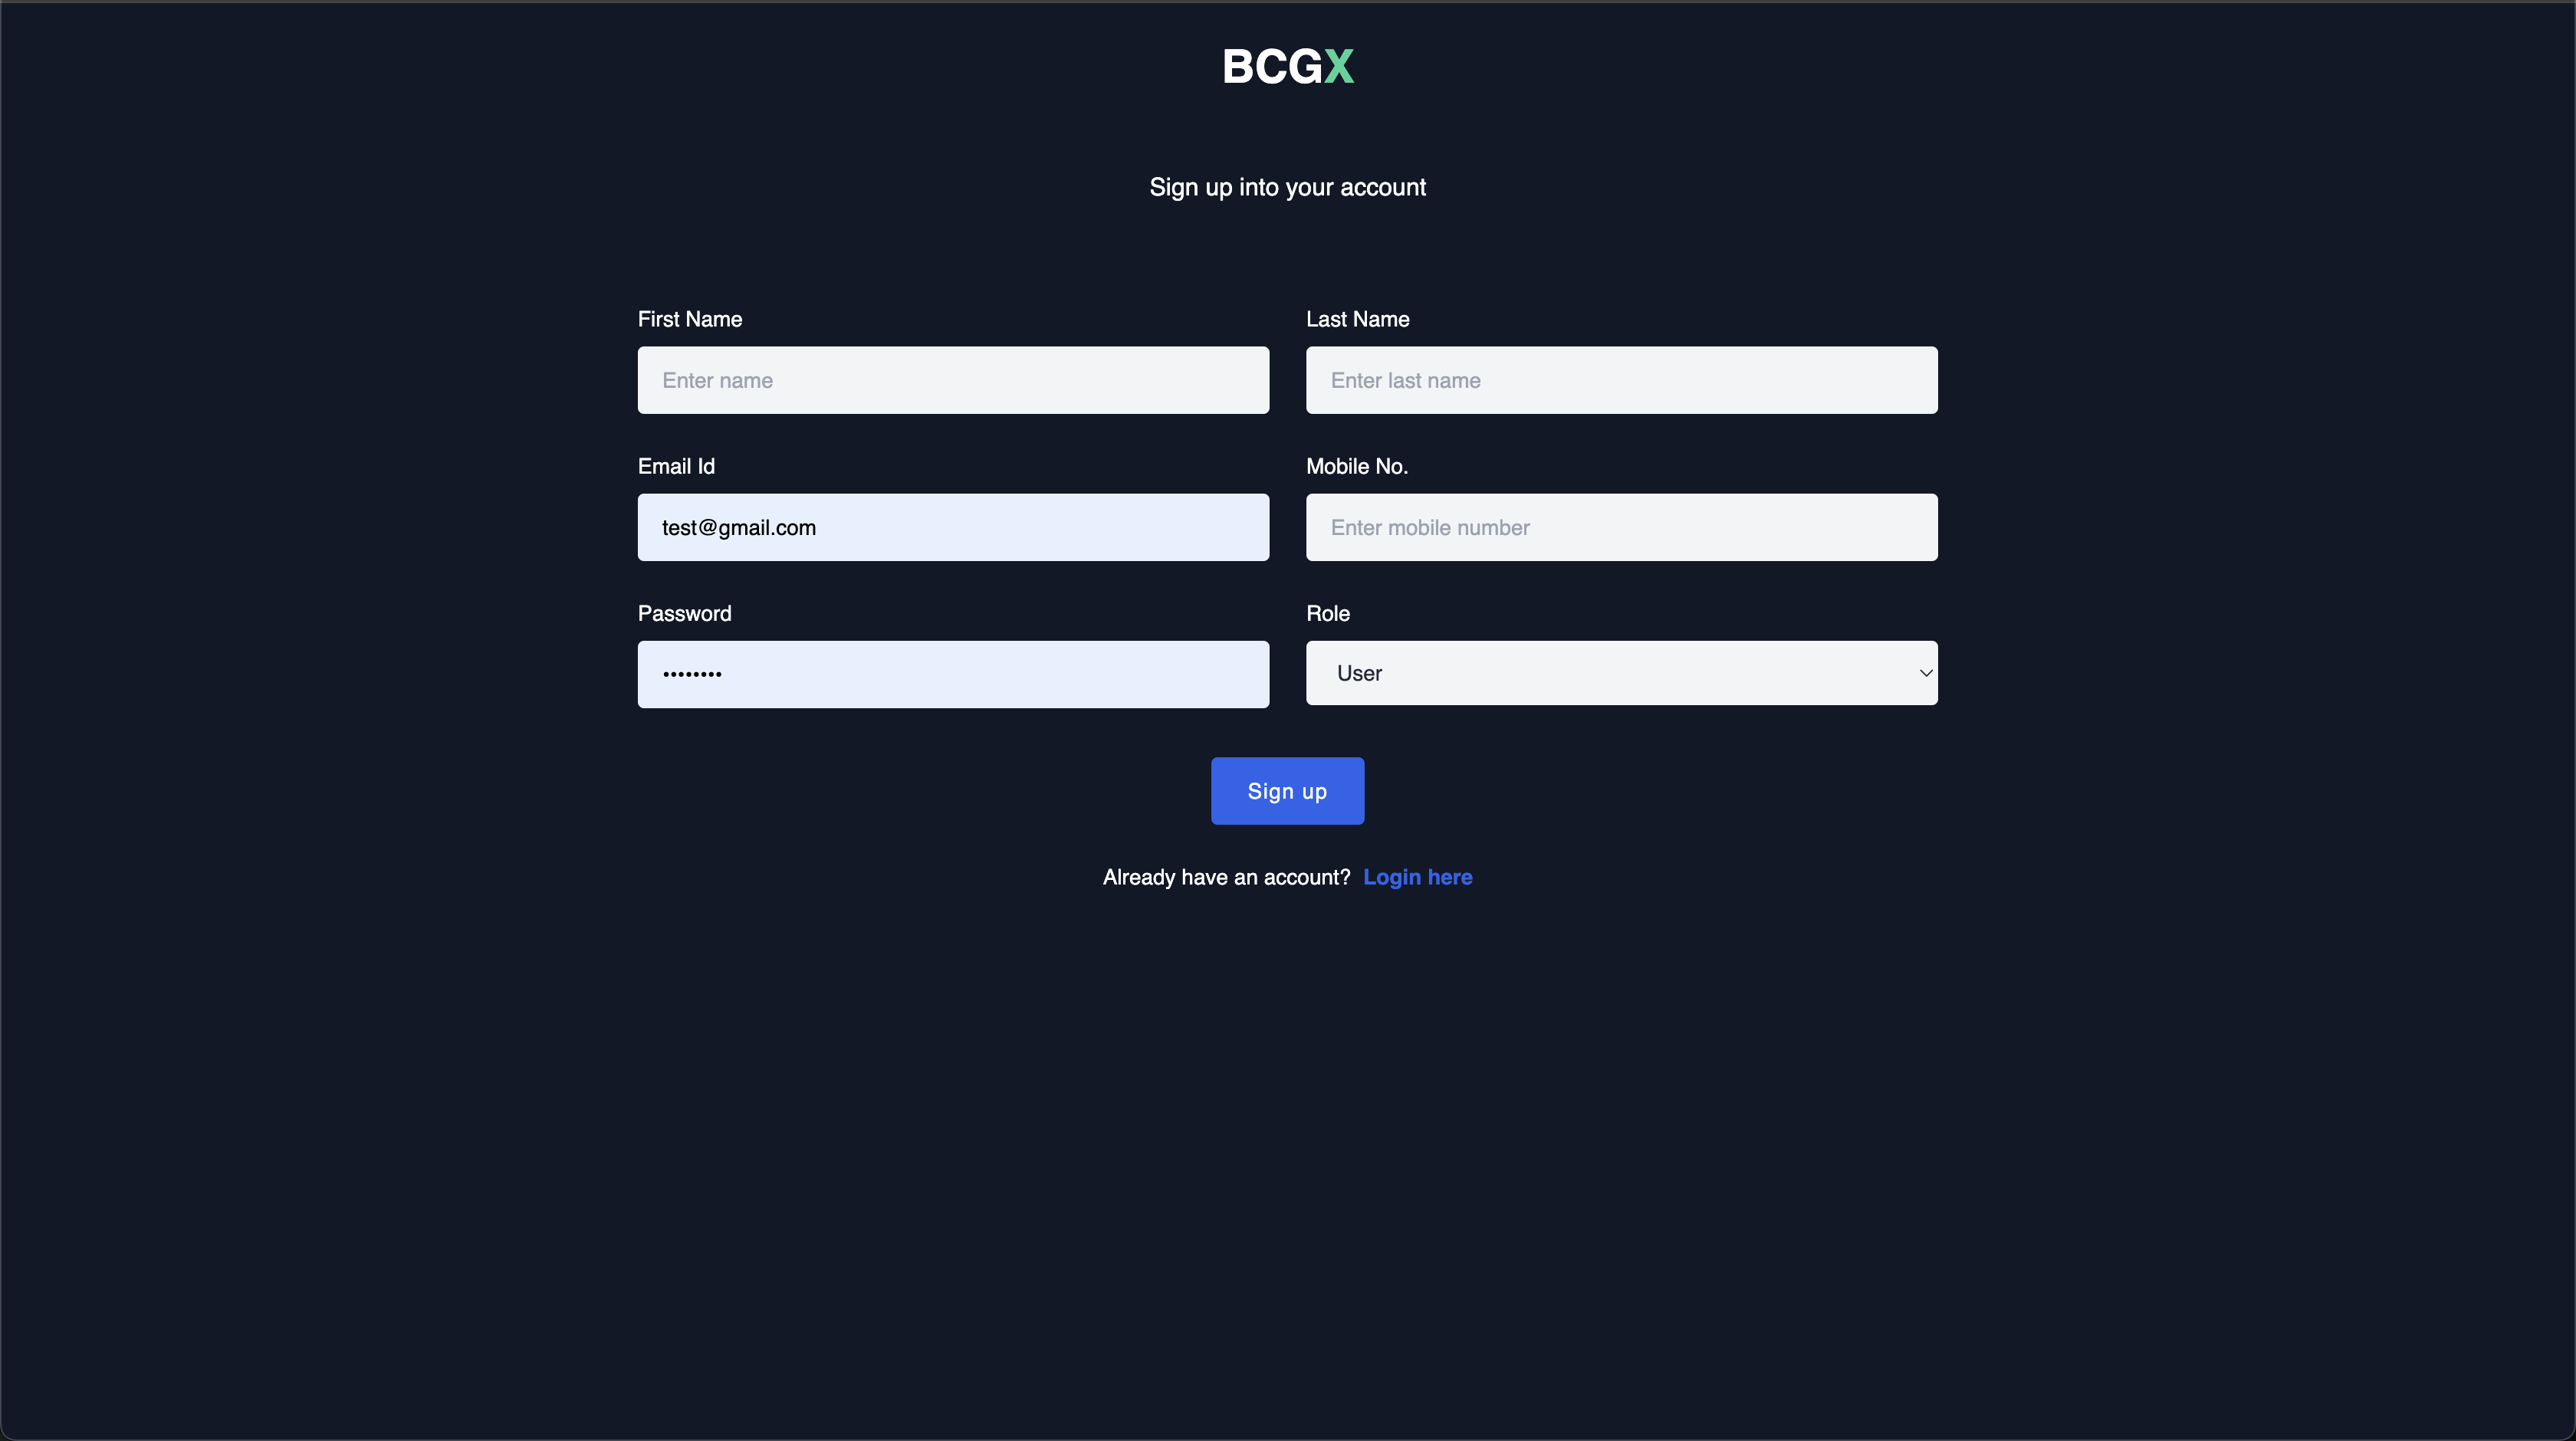 BCGX
Sign up into your account
First Name
Last Name
Enter name
Enter last name
Email Id
Mobile No.
test@gmail.com
Enter mobile number
Password
Role
••••••••
User
Sign up
Already have an account? Login here